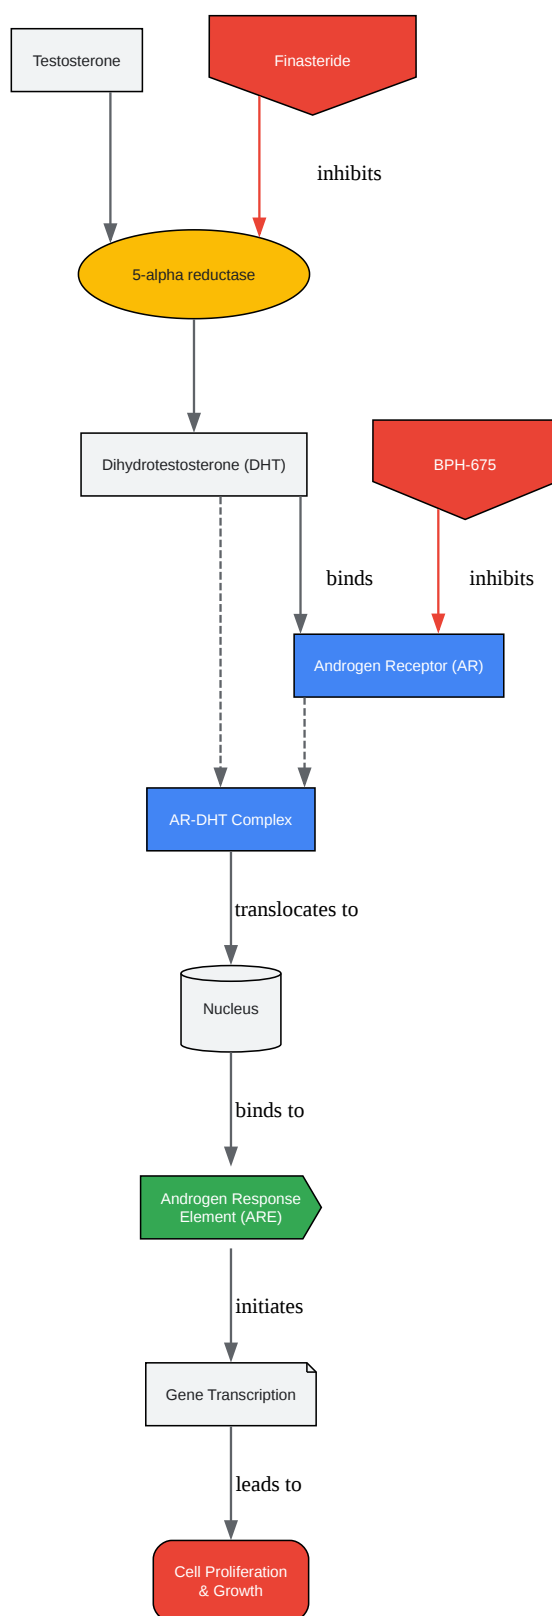 Testosterone
Finasteride
inhibits
5-alpha reductase
Dihydrotestosterone (DHT)
BPH-675
binds
inhibits
Androgen Receptor (AR)
AR-DHT Complex
translocates to
Nucleus
binds to
Androgen Response
Element (ARE)
initiates
Gene Transcription
leads to
Cell Proliferation
& Growth